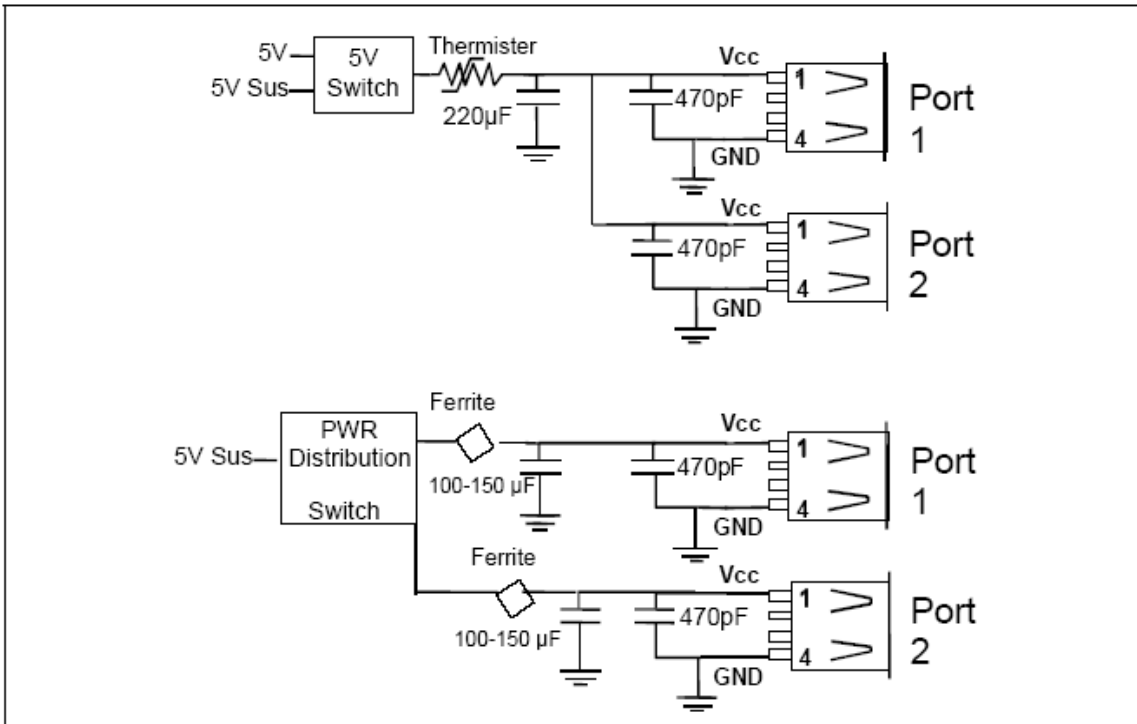 5V
5V Sus
5V
Switch
Thermister
220µF
470pF
Vcc
GND
1
4
Port
1
470pF
Vcc
GND
1
4
Port
2
5V Sus
PWR
Distribution
Switch
Ferrite
100-150 µF
470pF
Vcc
GND
1
4
Port
1
Ferrite
100-150 µF
470pF
Vcc
GND
1
4
Port
2